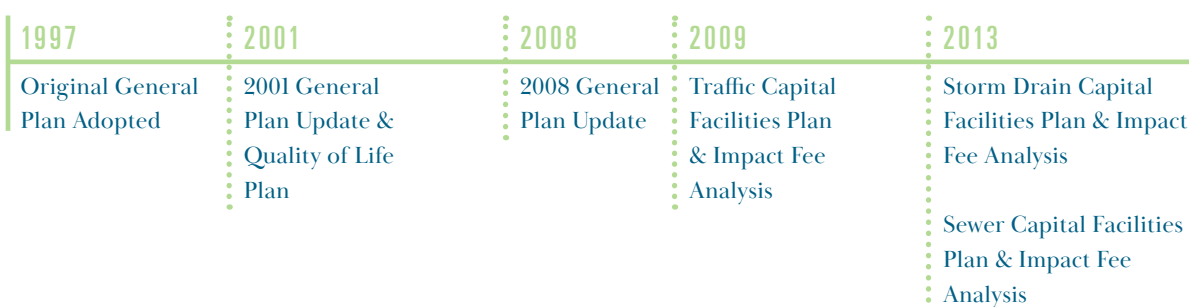 1997
Original General
Plan Adopted
2001
2001 General
Plan Update &
Quality of Life
Plan
2008
2008 General
Plan Update
2009
Traffic Capital
Facilities Plan
& Impact Fee
Analysis
2013
Storm Drain Capital
Facilities Plan & Impact
Fee Analysis
Sewer Capital Facilities
Plan & Impact Fee
Analysis